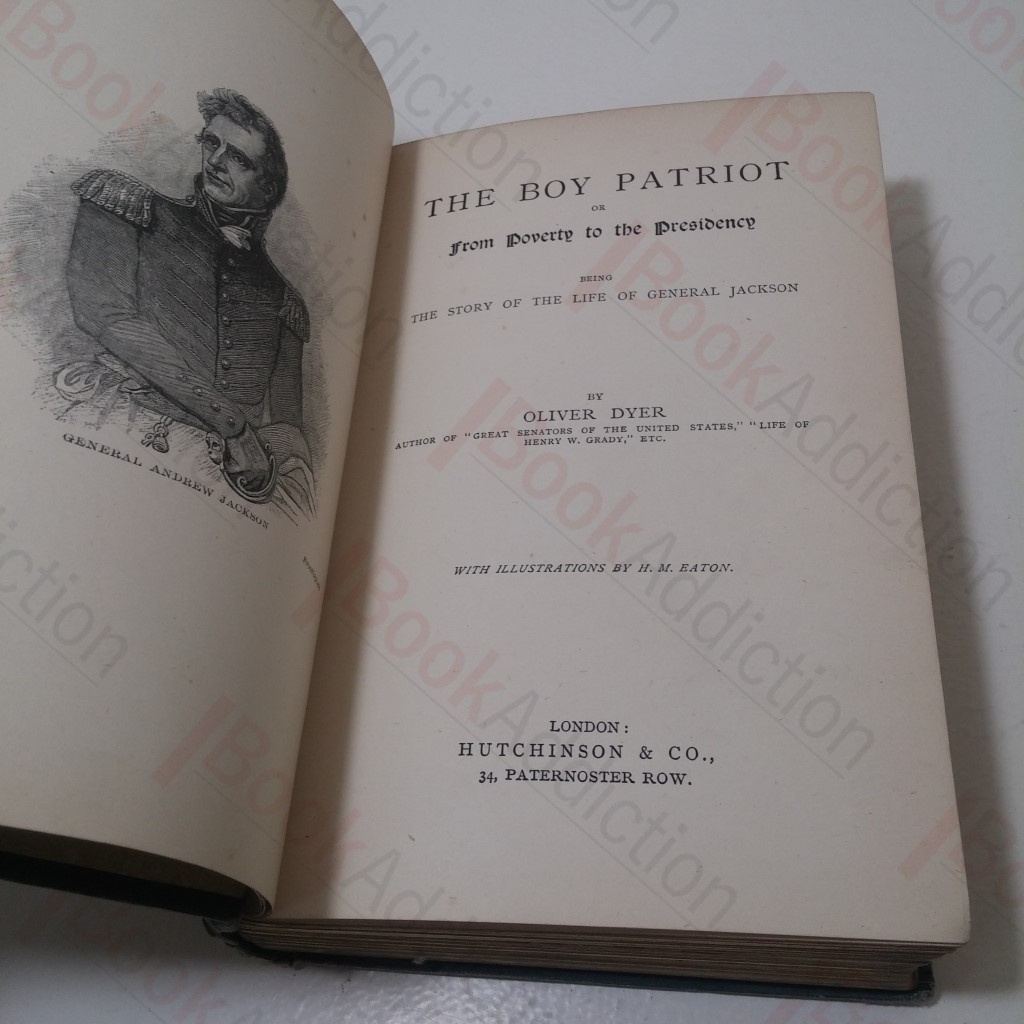 GENERAL ANDREW JACKSON
THE BOY PATRIOT
OR
From Poverty to the Presidency
BEING
THE STORY OF THE LIFE OF GENERAL JACKSON
BY
OLIVER DYER
AUTHOR OF "GREAT SENATORS OF THE UNITED STATES," "LIFE OF
HENRY W. GRADY," ETC.
WITH ILLUSTRATIONS BY H. M. EATON.
LONDON:
HUTCHINSON & CO.,
34, PATERNOSTER ROW.
BookAddiction